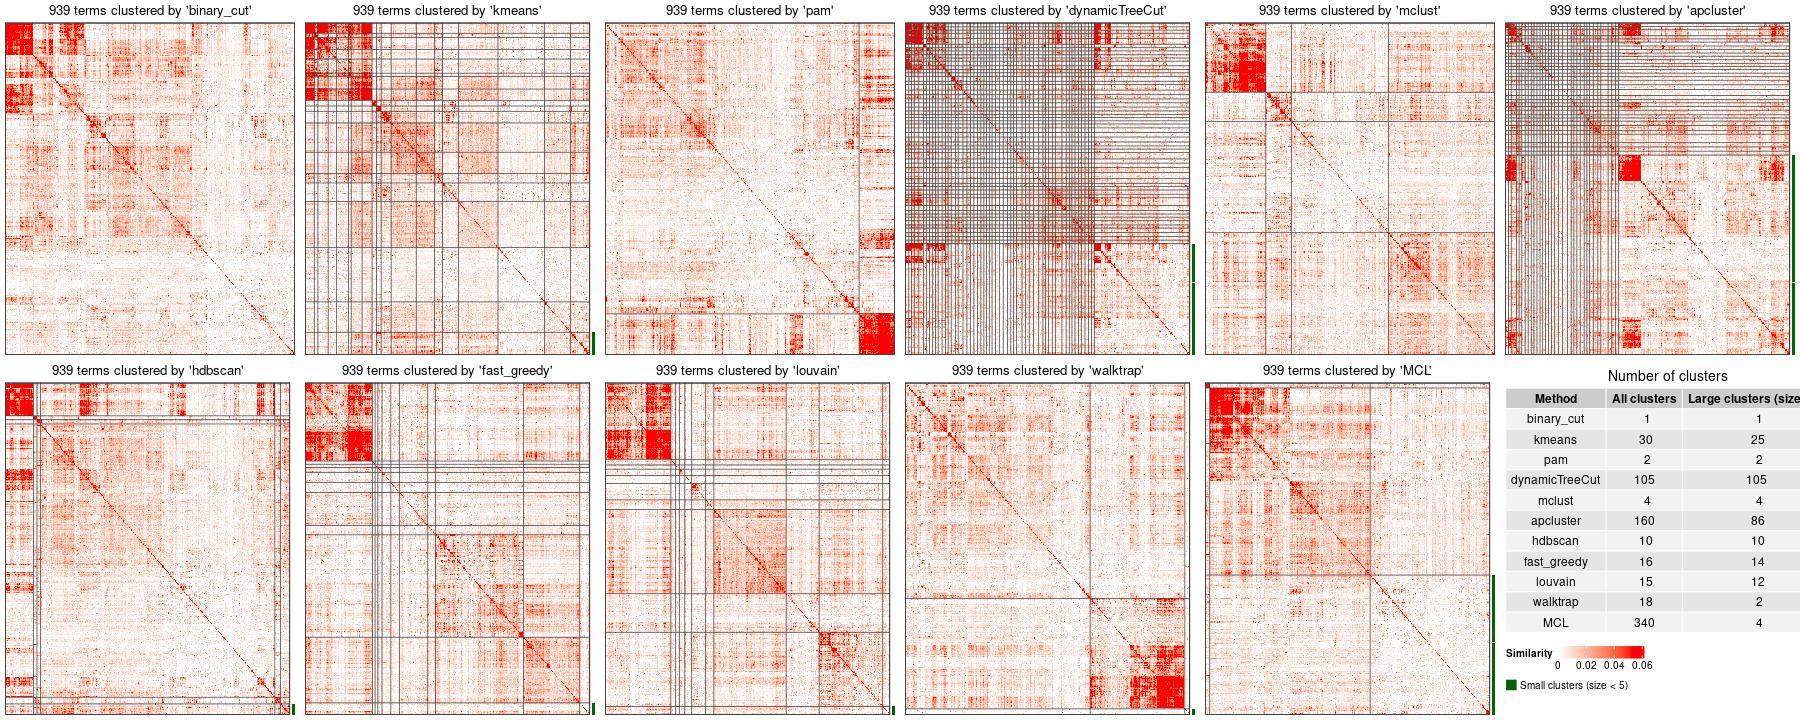 939 terms clustered by 'binary_cut'
939 terms clustered by 'kmeans'
939 terms clustered by 'pam'
939 terms clustered by 'dynamicTreeCut'
939 terms clustered by 'mclust'
939 terms clustered by 'apcluster'
939 terms clustered by 'hdbscan'
939 terms clustered by 'fast_greedy'
939 terms clustered by 'louvain'
939 terms clustered by 'walktrap'
939 terms clustered by 'MCL'
Number of clusters
Method All clusters Large clusters (size
binary_cut 1 1
kmeans 30 25
pam 2 2
dynamicTreeCut 105 105
mclust 4 4
apcluster 160 86
hdbscan 10 10
fast_greedy 16 14
louvain 15 12
walktrap 18 2
MCL 340 4
Similarity
0 0.02 0.04 0.06
Small clusters (size < 5)